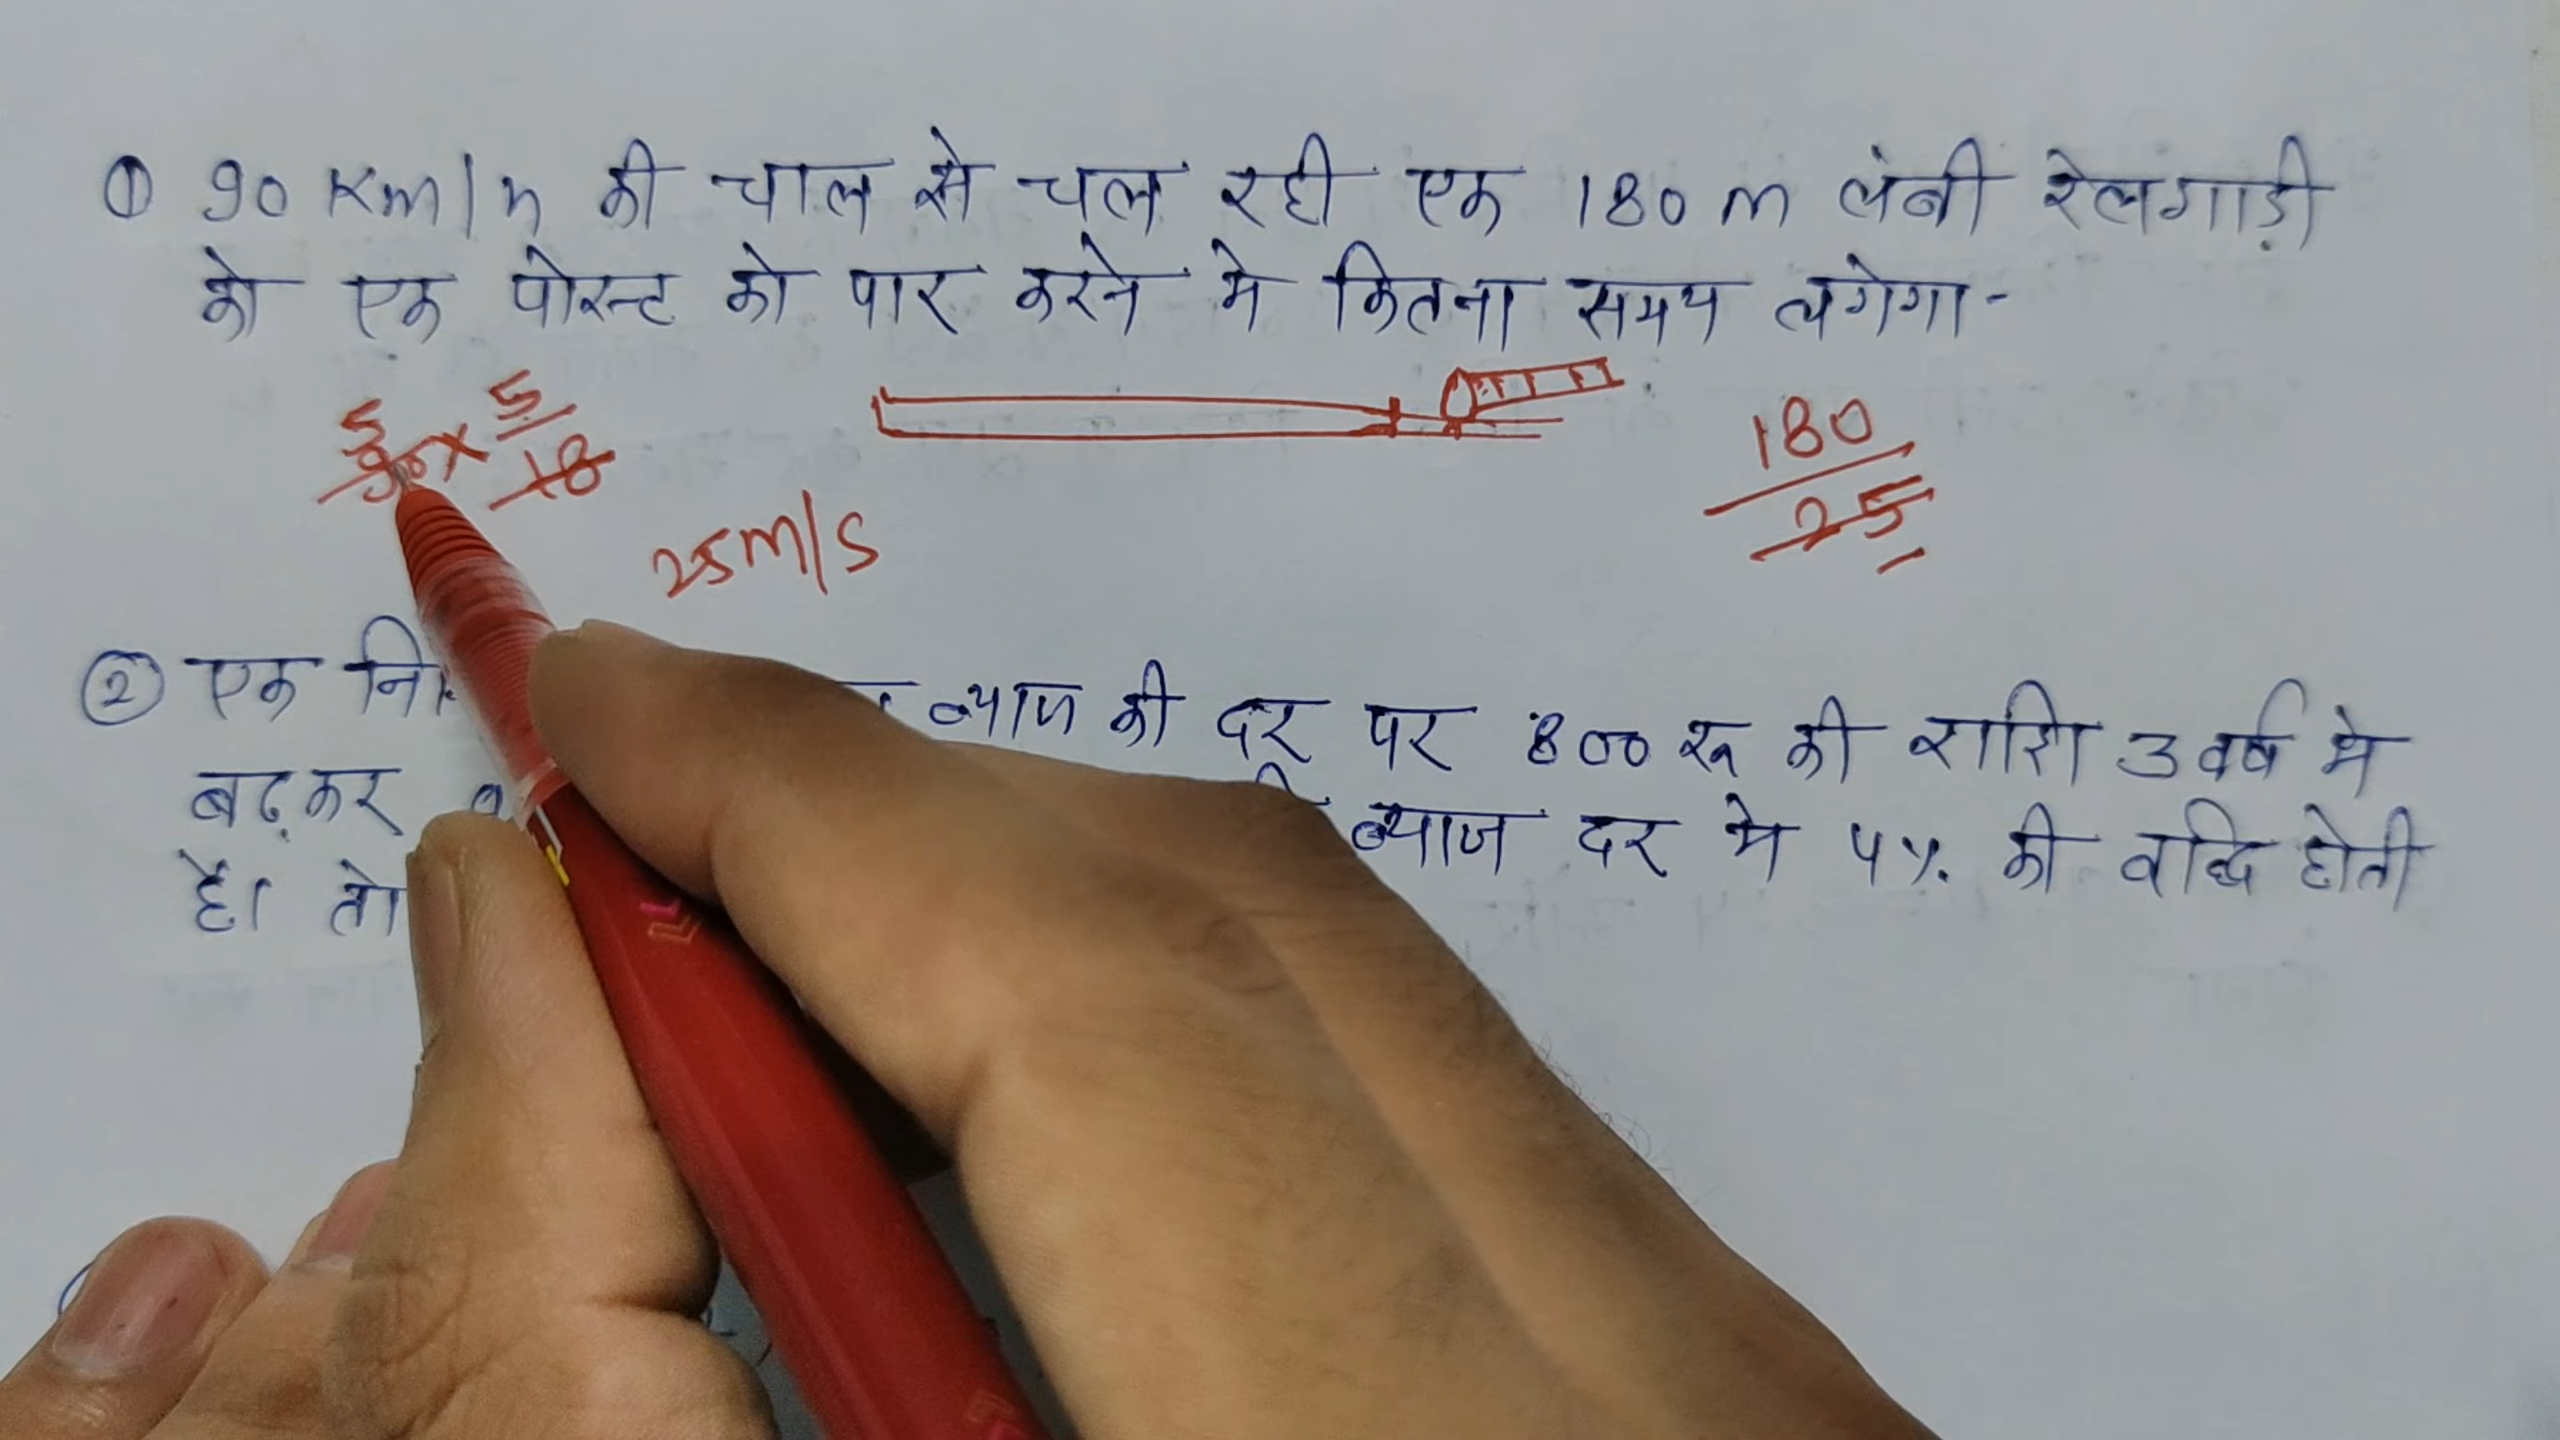 ① 90 Km/h की चाल से चल रही एक 180 m लंबी रेलगाड़ी
को एक पोस्ट को पार करने मे कितना समय लगेगा-
5 5
90 × 18
25 m/s
180
25
② एक ब्याज की दर पर 800 रू की राशि 3 वर्ष मे
बढ़कर ब्याज दर मे 4% की वृद्धि होती
है। तो